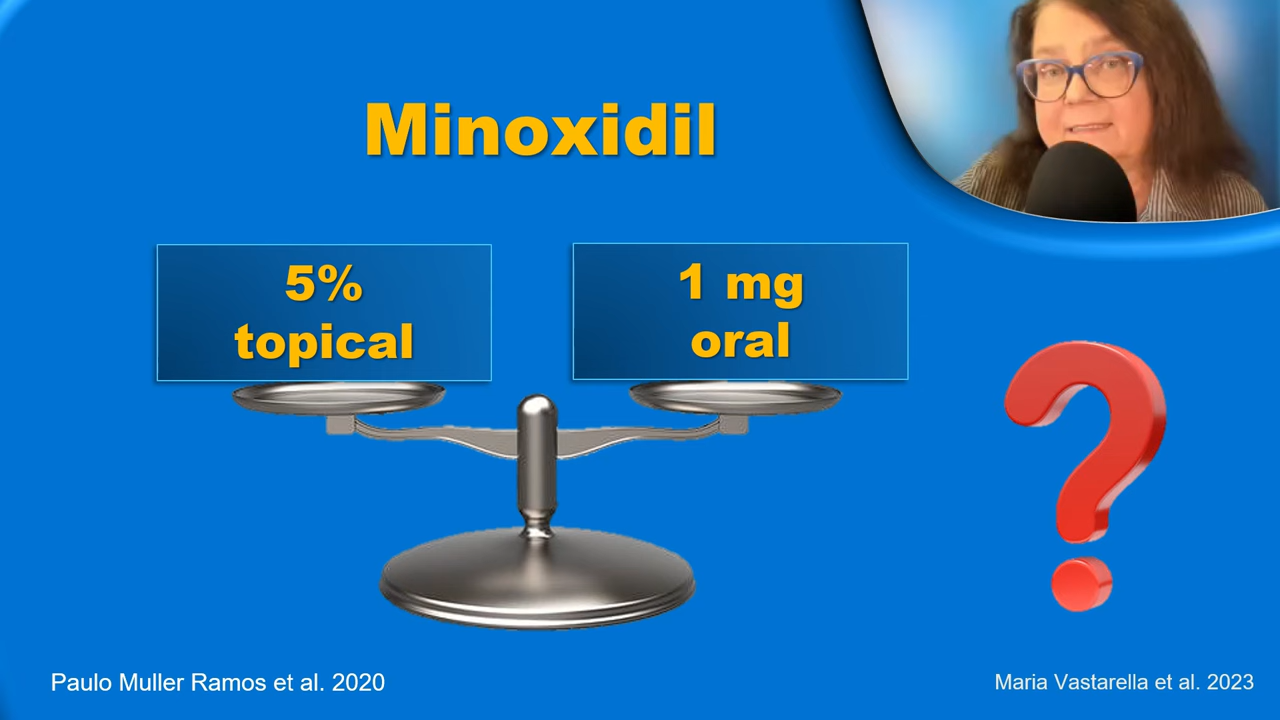 Minoxidil
5%
topical
1 mg
oral
Paulo Muller Ramos et al. 2020
Maria Vastarella et al. 2023